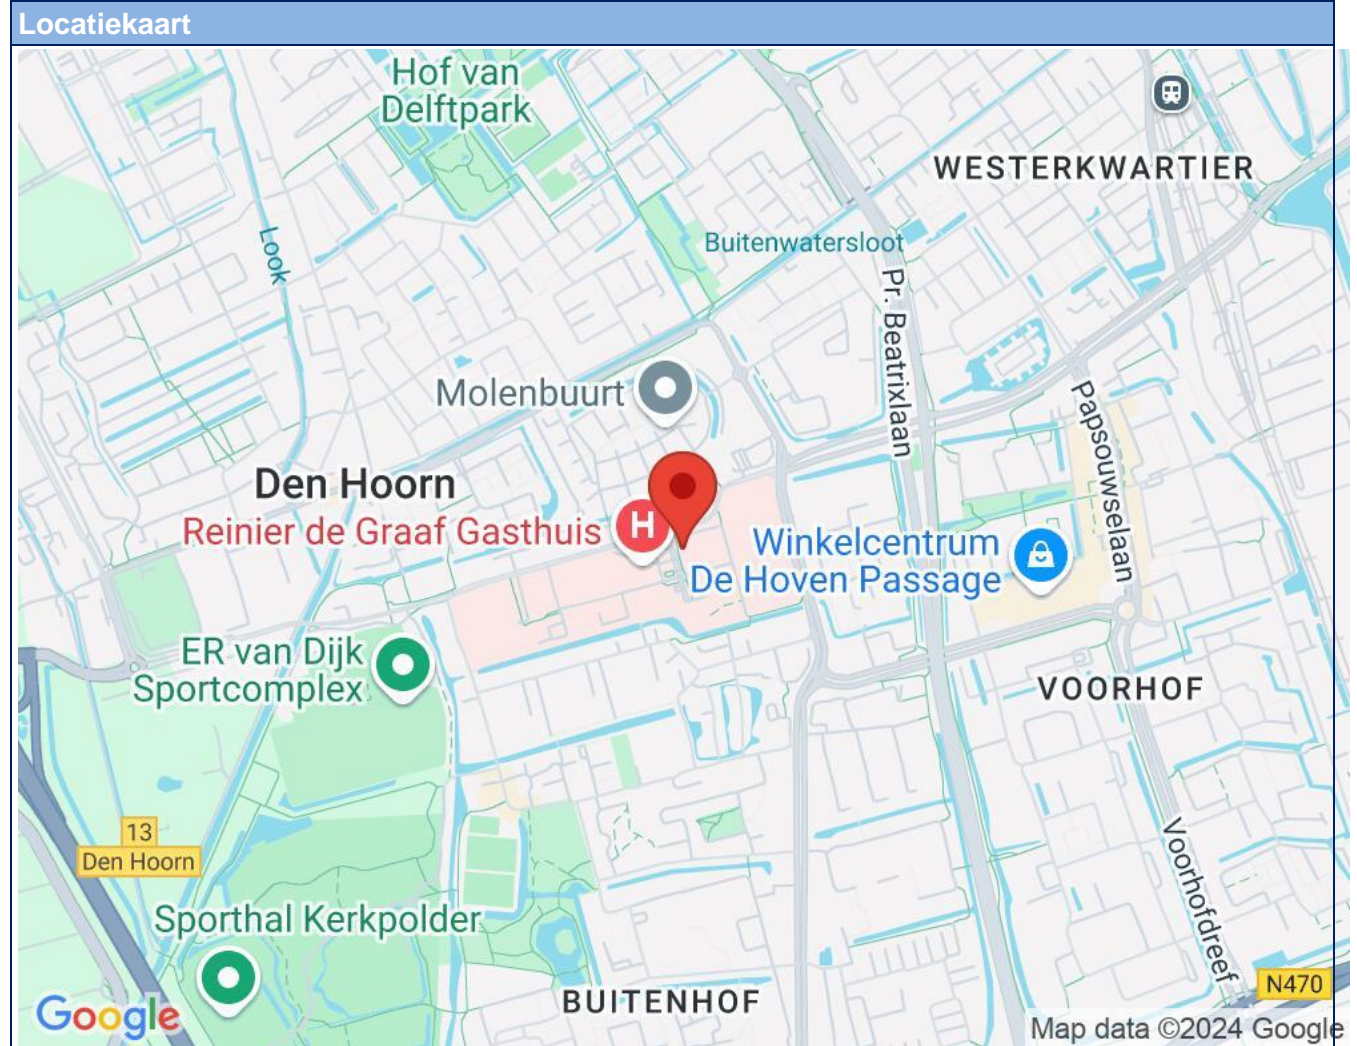 Locatiekaart
Hof van
Delftpark
WESTERKWARTIER
Look
Buitenwatersloot
Pr. Beatrixlaan
Molenbuurt
Papsouwselaan
Den Hoorn
Reinier de Graaf Gasthuis
H
Winkelcentrum
De Hoven Passage
ER van Dijk
Sportcomplex
VOORHOF
13
Den Hoorn
Voorhofdreef
Sporthal Kerkpolder
N470
BUITENHOF
Google
Map data ©2024 Google